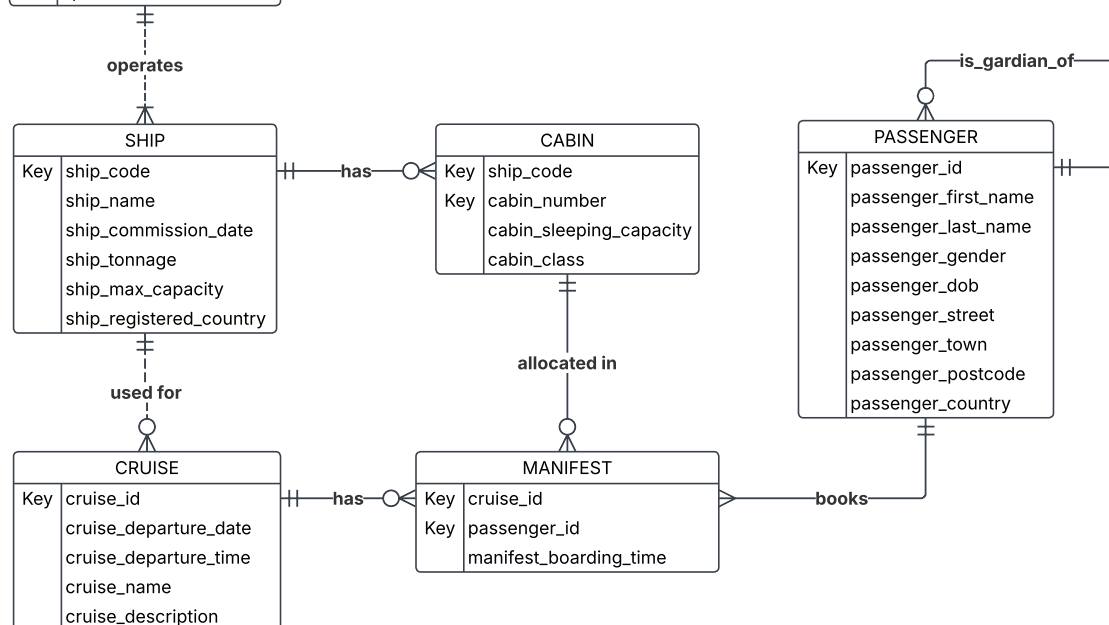 operates
is_gardian_of
SHIP
Key ship_code
ship_name
ship_commission_date
ship_tonnage
ship_max_capacity
ship_registered_country
has
CABIN
Key ship_code
Key cabin_number
cabin_sleeping_capacity
cabin_class
PASSENGER
Key passenger_id
passenger_first_name
passenger_last_name
passenger_gender
passenger_dob
passenger_street
passenger_town
passenger_postcode
passenger_country
used for
allocated in
CRUISE
Key cruise_id
cruise_departure_date
cruise_departure_time
cruise_name
cruise_description
has
MANIFEST
Key cruise_id
Key passenger_id
manifest_boarding_time
books